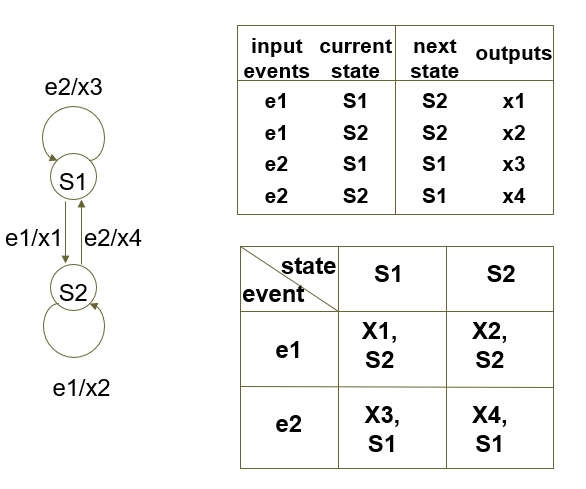 e2/x3
S1
e1/x1 e2/x4
S2
e1/x2
input current next outputs
events state state
e1 S1 S2 x1
e1 S2 S2 x2
e2 S1 S1 x3
e2 S2 S1 x4
state S1 S2
event
e1 X1, X2,
S2 S2
e2 X3, X4,
S1 S1